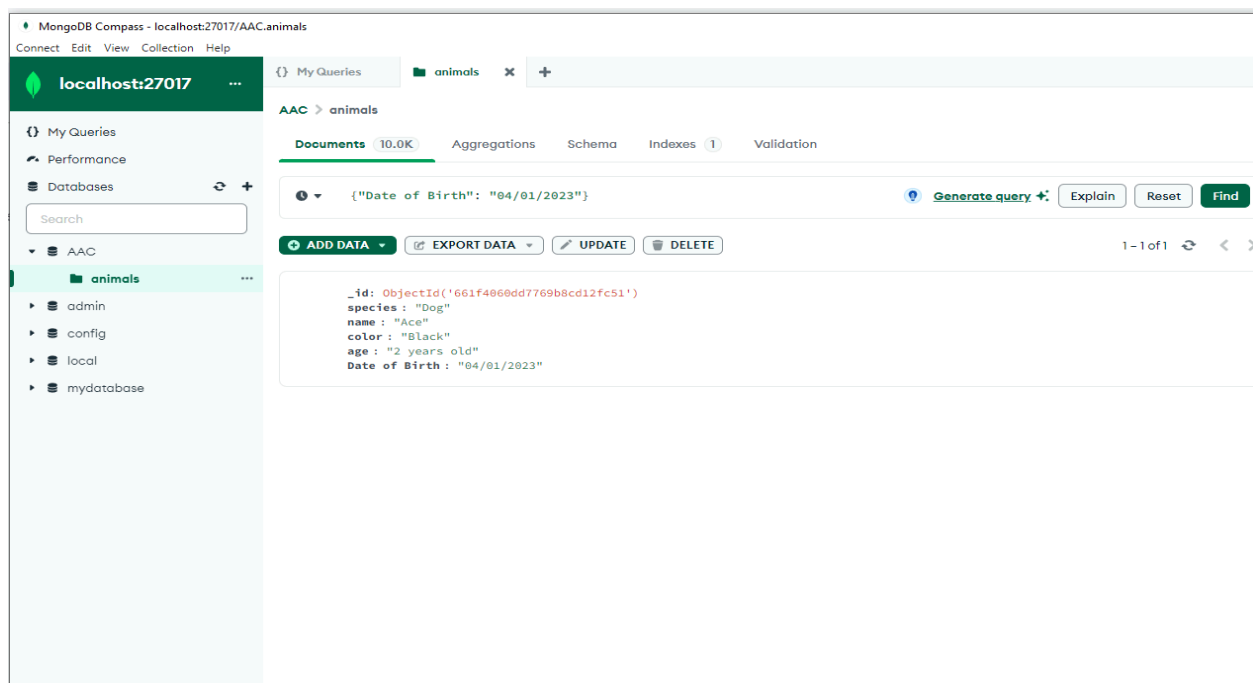 MongoDB Compass - localhost:27017/AAC.animals
Connect Edit View Collection Help
localhost:27017 ...
{} My Queries
animals
AAC > animals
{} My Queries
Performance
Databases
Search
AAC
animals ...
admin
config
local
mydatabase
Documents 10.0K Aggregations Schema Indexes 1 Validation
{"Date of Birth": "04/01/2023"}
Generate query Explain Reset Find
ADD DATA EXPORT DATA UPDATE DELETE 1 – 1 of 1
_id: ObjectId('661f4060dd7769b8cd12fc51')
species : "Dog"
name : "Ace"
color : "Black"
age : "2 years old"
Date of Birth : "04/01/2023"